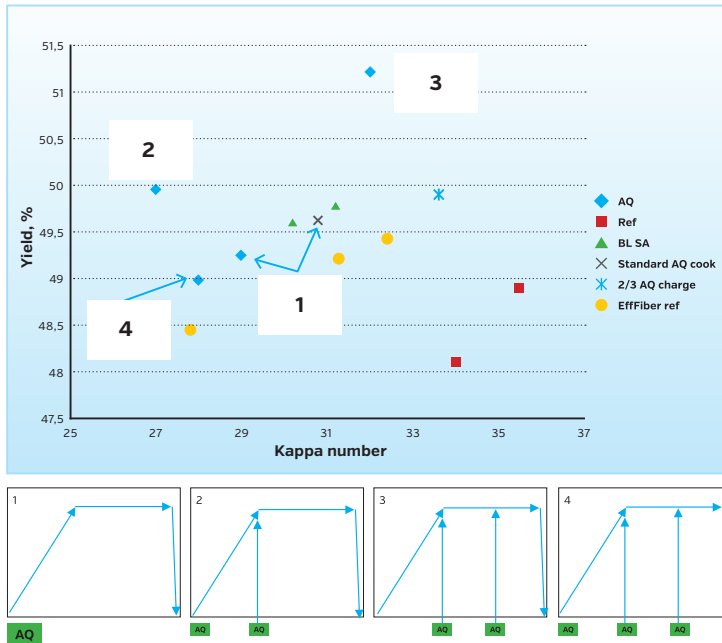 51,5
51
50,5
50
49,5
49
48,5
48
47,5
Yield, %
25 27 29 31 33 35 37
Kappa number
3
2
1
4
AQ
Ref
BL SA
Standard AQ cook
2/3 AQ charge
EffFiber ref
1
2
3
4
AQ
AQ AQ
AQ AQ
AQ AQ AQ